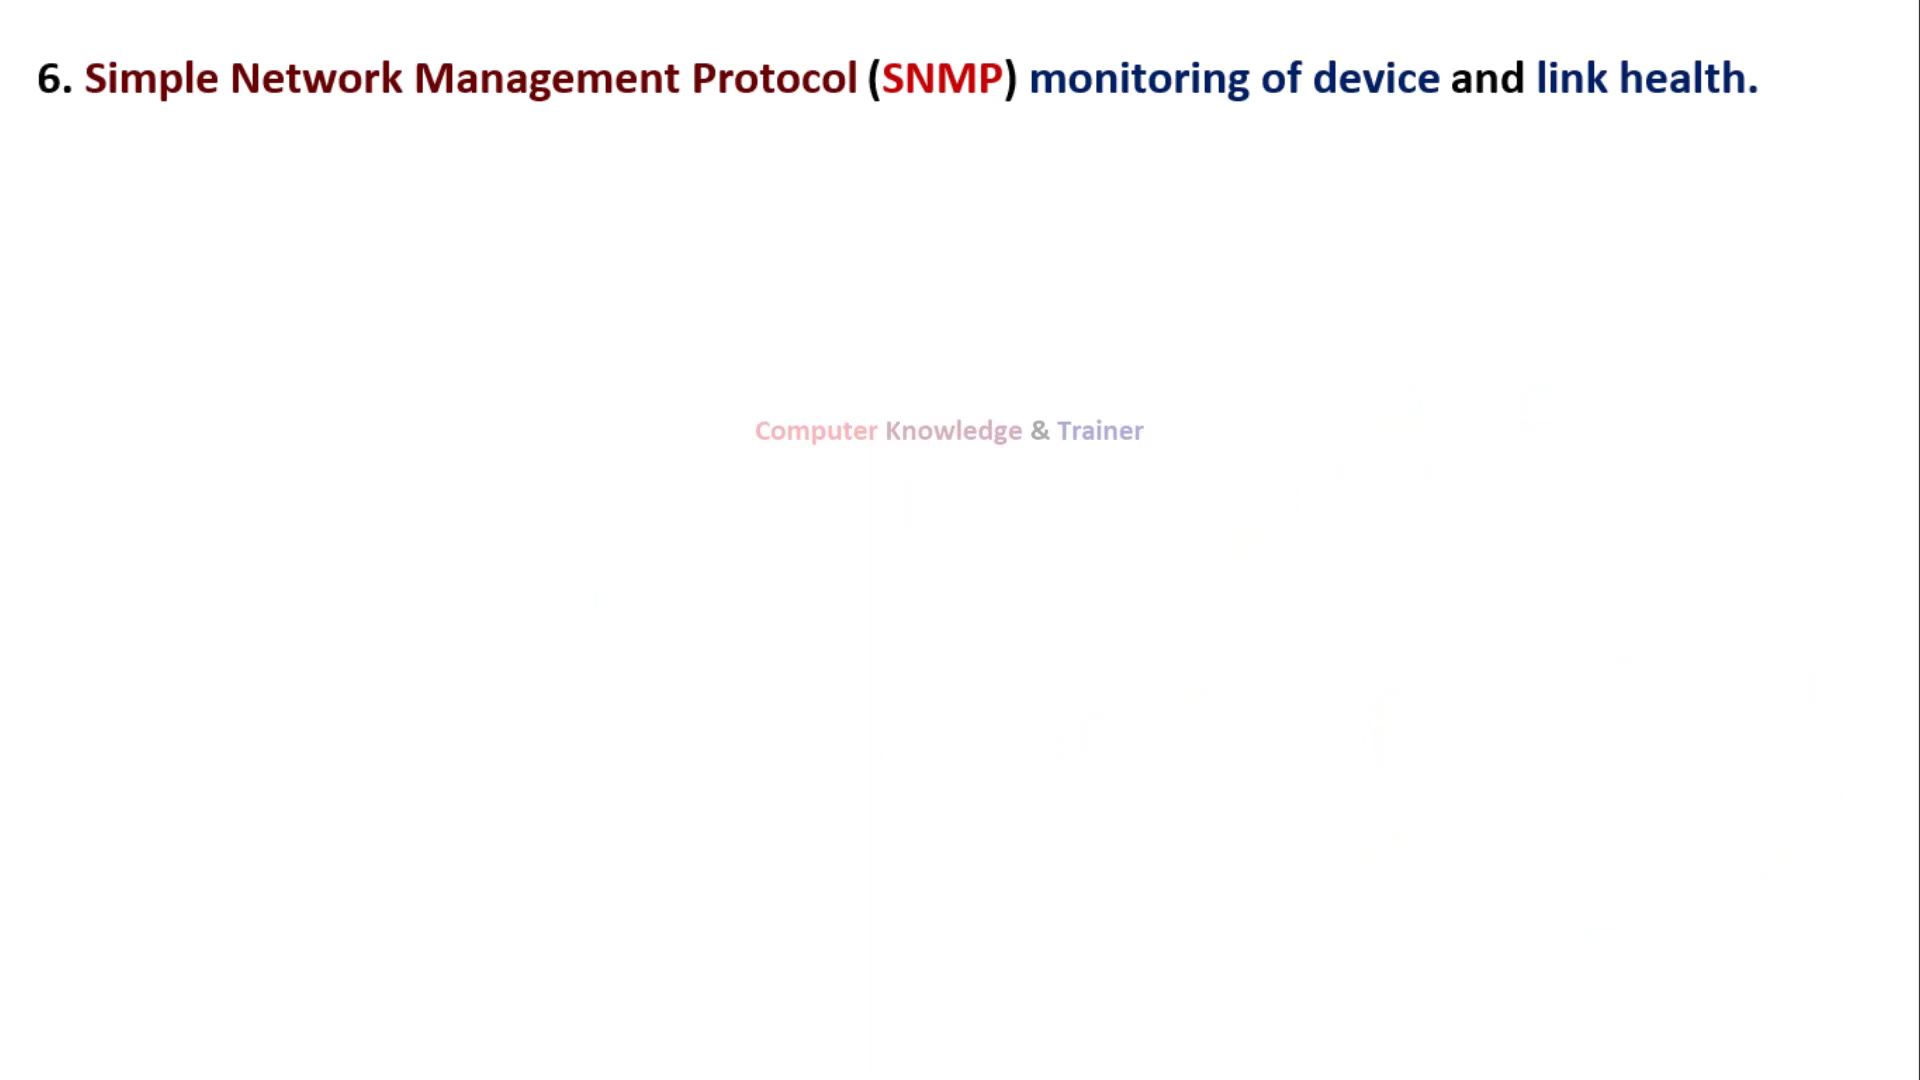 6. Simple Network Management Protocol (SNMP) monitoring of device and link health.
Computer Knowledge & Trainer